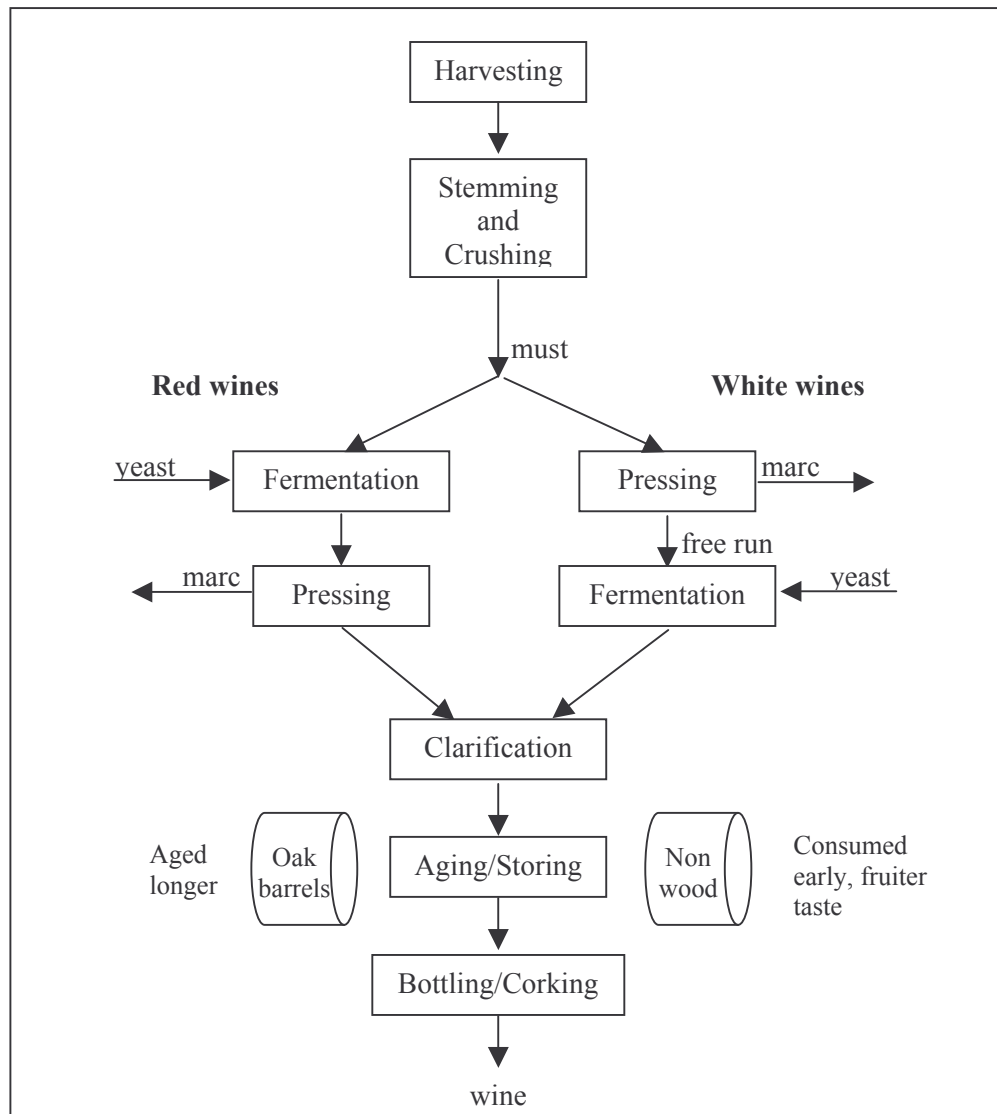 Harvesting
Stemming
and
Crushing
must
Red wines
White wines
yeast
Fermentation
Pressing
marc
free run
marc
Pressing
Fermentation
yeast
Clarification
Aged
longer
Oak
barrels
Aging/Storing
Non
wood
Consumed
early, fruiter
taste
Bottling/Corking
wine